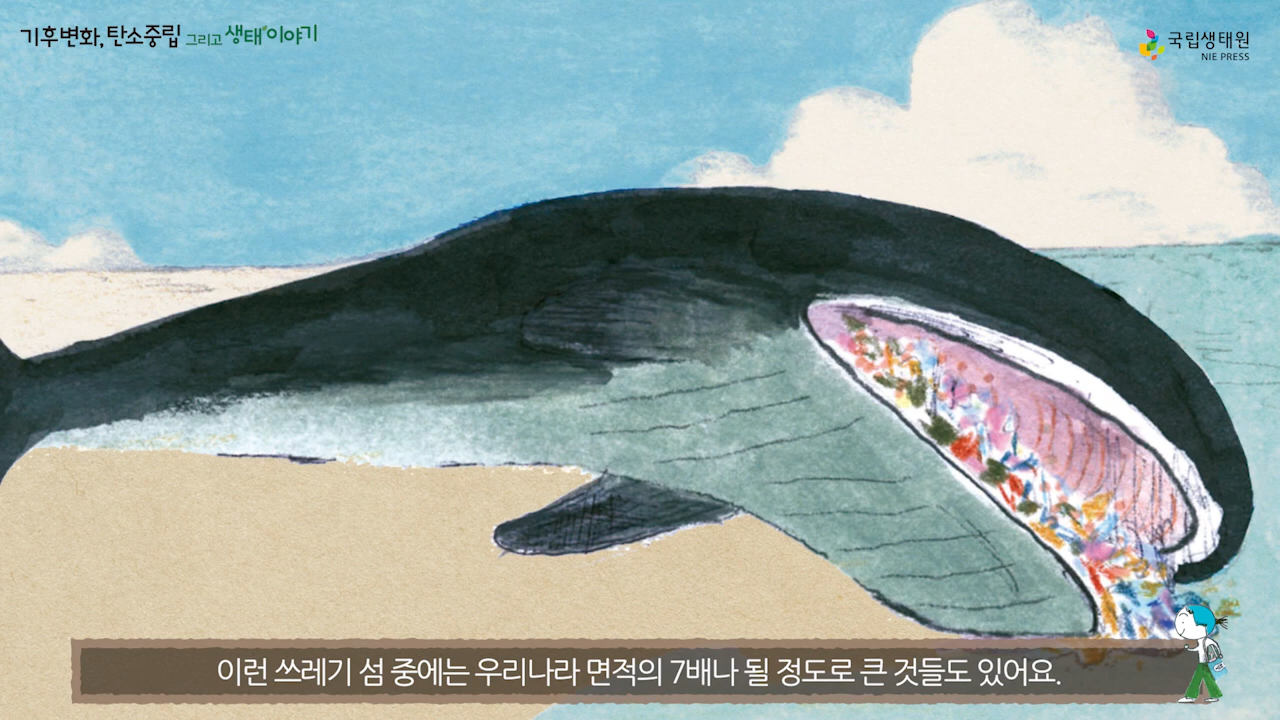 기후변화, 탄소중립 그리고 생태이야기
국립생태원
NIE PRESS
이런 쓰레기 섬 중에는 우리나라 면적의 7배나 될 정도로 큰 것들도 있어요.